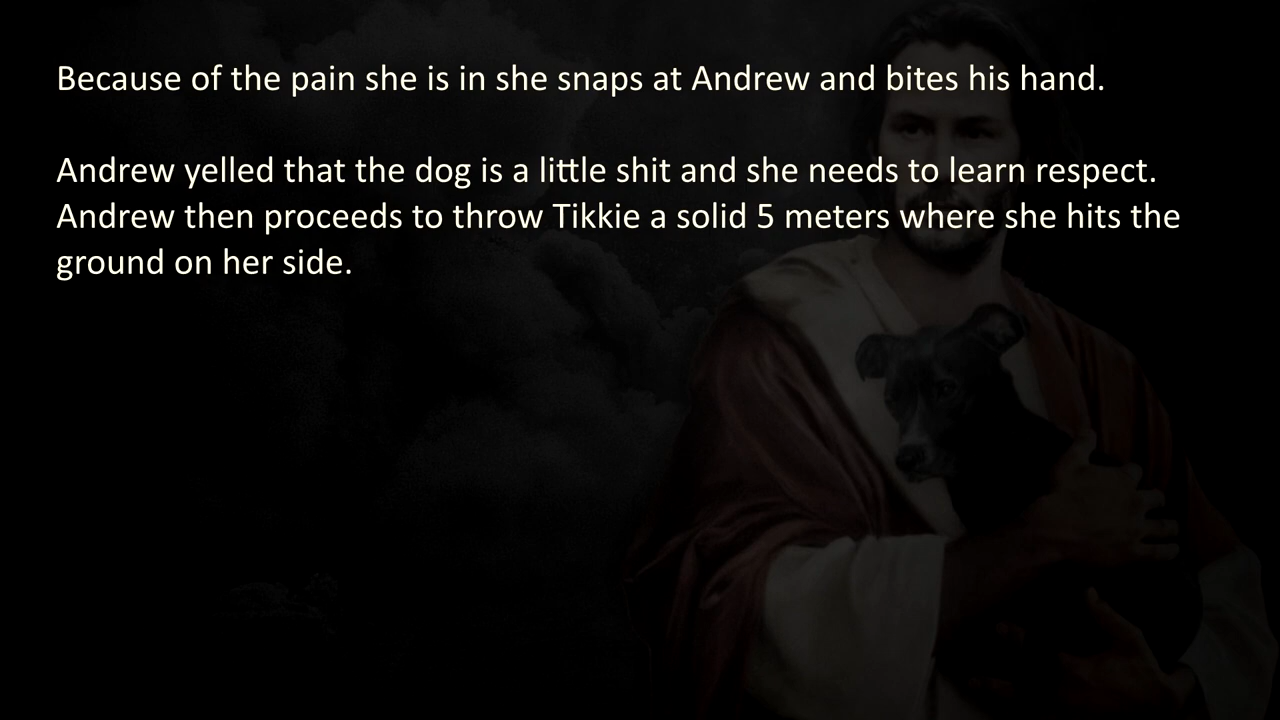 Because of the pain she is in she snaps at Andrew and bites his hand.
Andrew yelled that the dog is a little shit and she needs to learn respect.
Andrew then proceeds to throw Tikkie a solid 5 meters where she hits the
ground on her side.